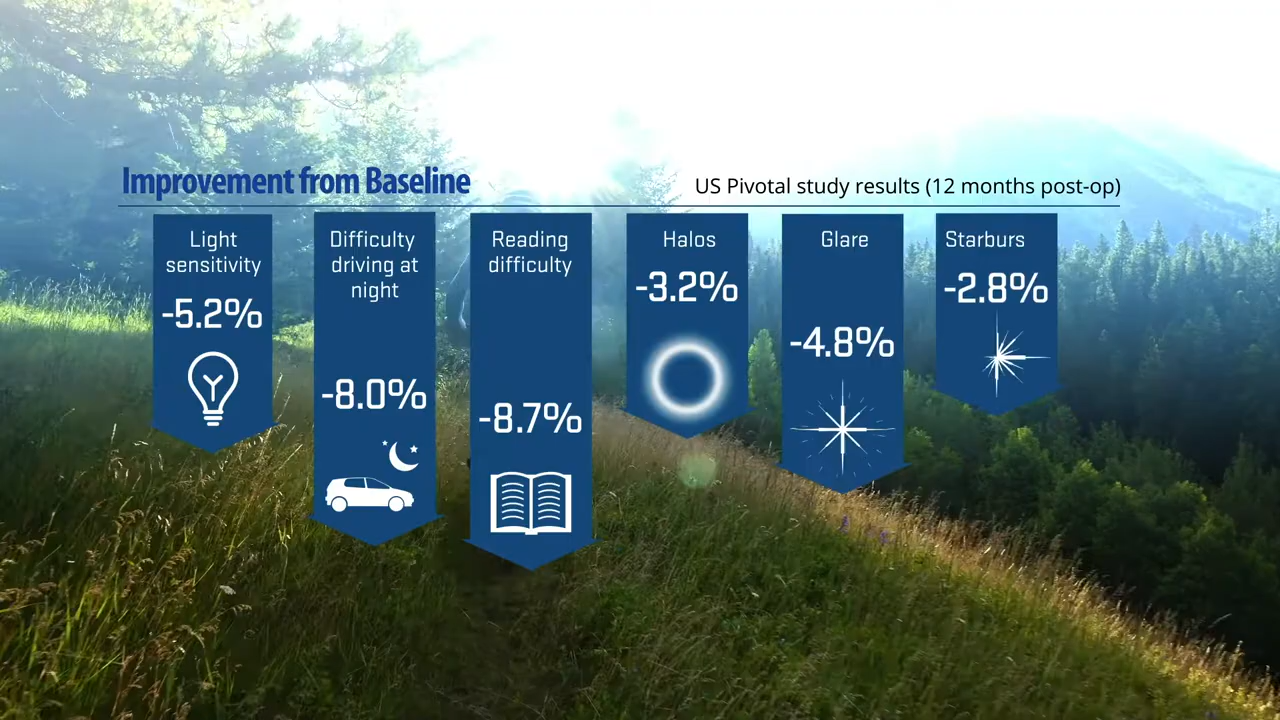 Improvement from Baseline
US Pivotal study results (12 months post-op)
Light
sensitivity
-5.2%
Difficulty
driving at
night
-8.0%
Reading
difficulty
-8.7%
Halos
-3.2%
Glare
-4.8%
Starburs
-2.8%